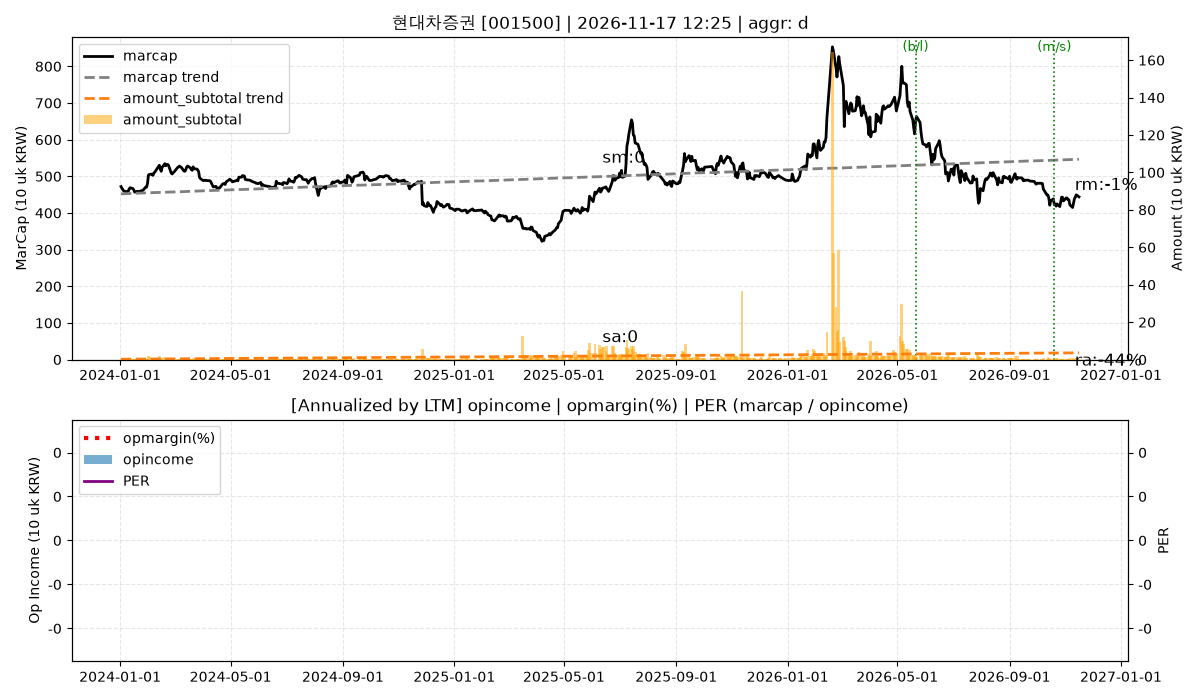 현대차증권 [001500] | 2026-11-17 12:25 | aggr: d
marcap
marcap trend
amount_subtotal trend
amount_subtotal
(b/l)
(m/s)
MarCap (10 uk KRW)
800
700
600
500
400
300
200
100
0
Amount (10 uk KRW)
160
140
120
100
80
60
40
20
0
sm:0
rm:-1%
sa:0
ra:-44%
2024-01-01
2024-05-01
2024-09-01
2025-01-01
2025-05-01
2025-09-01
2026-01-01
2026-05-01
2026-09-01
2027-01-01
[Annualized by LTM] opincome | opmargin(%) | PER (marcap / opincome)
opmargin(%)
opincome
PER
Op Income (10 uk KRW)
0
0
0
-0
-0
PER
0
0
0
-0
-0
2024-01-01
2024-05-01
2024-09-01
2025-01-01
2025-05-01
2025-09-01
2026-01-01
2026-05-01
2026-09-01
2027-01-01